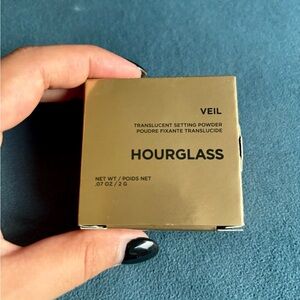 VEIL
TRANSLUCENT SETTING POWDER
POUDRE FIXANTE TRANSLUCIDE
HOURGLASS
NET WT / POIDS NET
.07 OZ / 2 G